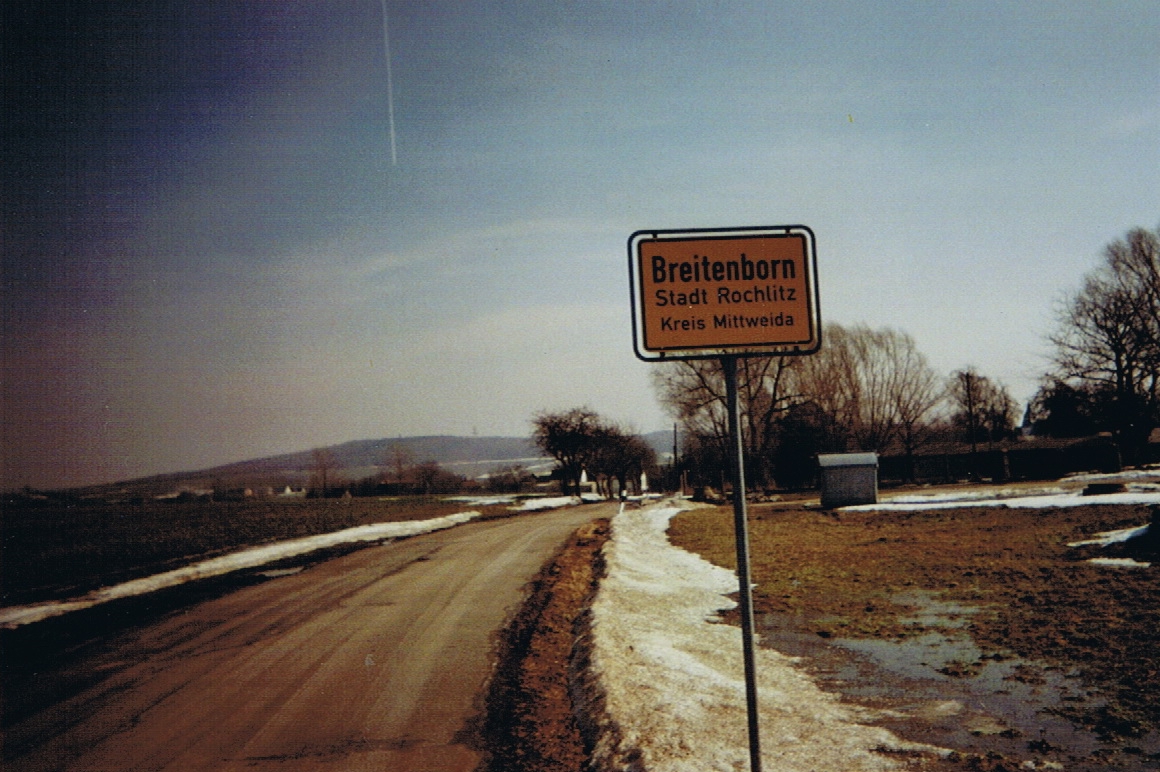 Breitenborn
Stadt Rochlitz
Kreis Mittweida